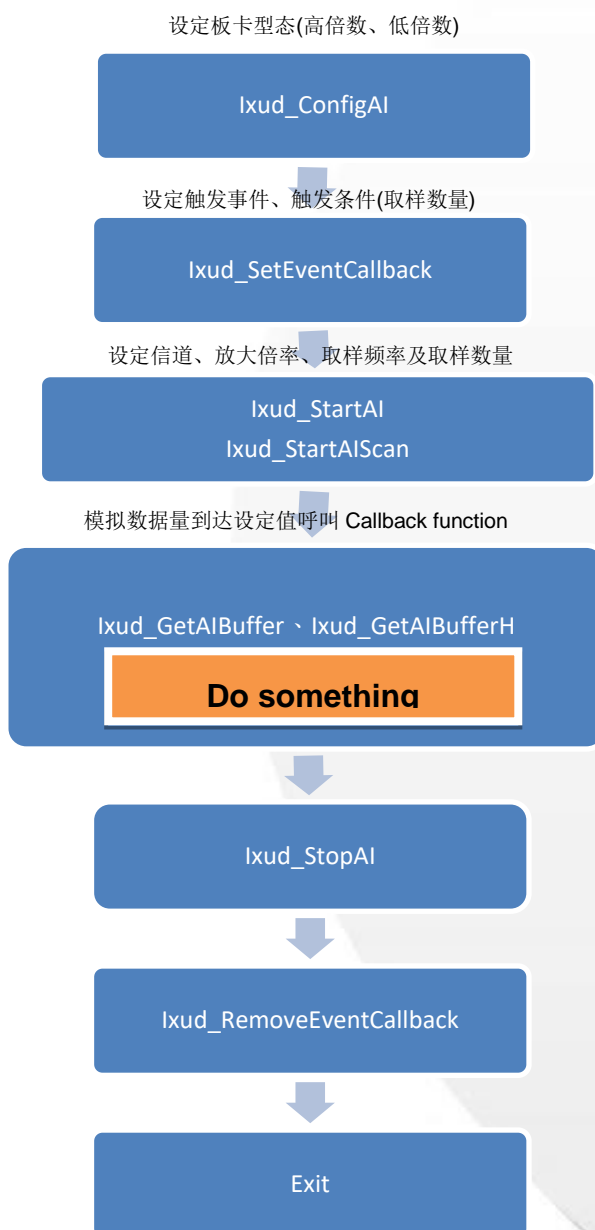 设定板卡型态(高倍数、低倍数)
Ixud_ConfigAI
设定触发事件、触发条件(取样数量)
Ixud_SetEventCallback
设定信道、放大倍率、取样频率及取样数量
Ixud_StartAI
Ixud_StartAIScan
模拟数据量到达设定值呼叫 Callback function
Ixud_GetAIBuffer、Ixud_GetAIBufferH
Do something
Ixud_StopAI
Ixud_RemoveEventCallback
Exit